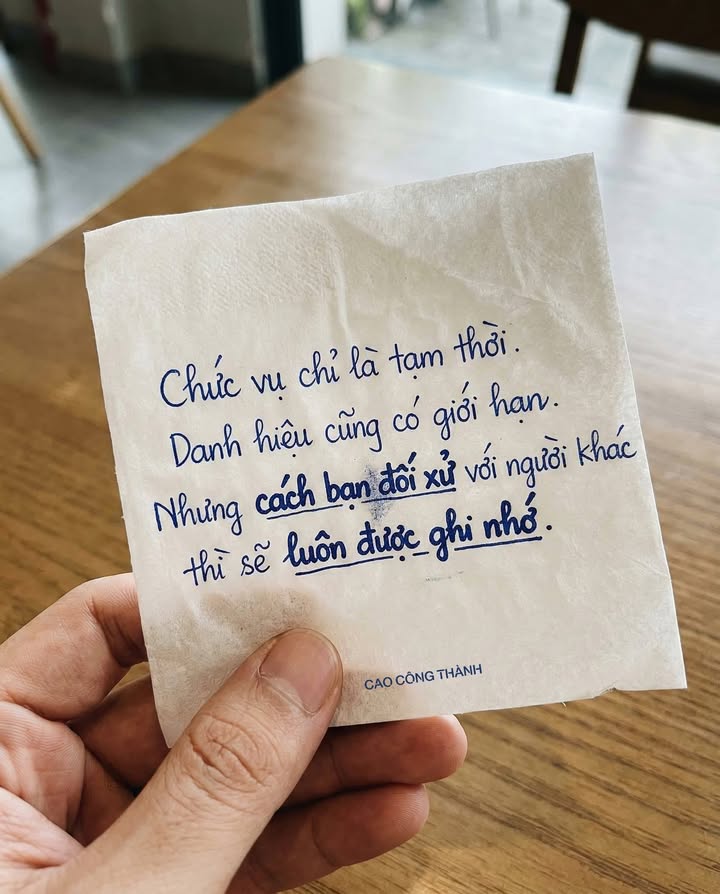 Chức vụ chỉ là tạm thời.
Danh hiệu cũng có giới hạn.
Nhưng cách bạn đối xử với người khác
thì sẽ luôn được ghi nhớ.
CAO CÔNG THÀNH